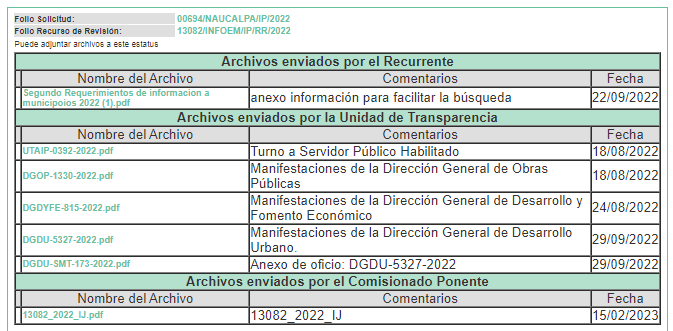 Folio Solicitud: 00694/NAUCALPA/IP/2022
Folio Recurso de Revisión: 13082/INFOEM/IP/RR/2022
Puede adjuntar archivos a este estatus
Archivos enviados por el Recurrente
Nombre del Archivo Comentarios Fecha
Segundo Requerimientos de informacion a
municipoios 2022 (1).pdf anexo información para facilitar la búsqueda 22/09/2022
Archivos enviados por la Unidad de Transparencia
Nombre del Archivo Comentarios Fecha
UTAIP-0392-2022.pdf Turno a Servidor Público Habilitado 18/08/2022
DGOP-1330-2022.pdf Manifestaciones de la Dirección General de Obras 18/08/2022
Públicas
DGDYFE-815-2022.pdf Manifestaciones de la Dirección General de Desarrollo y 24/08/2022
Fomento Económico
DGDU-5327-2022.pdf Manifestaciones de la Dirección General de Desarrollo 29/09/2022
Urbano.
DGDU-SMT-173-2022.pdf Anexo de oficio: DGDU-5327-2022 29/09/2022
Archivos enviados por el Comisionado Ponente
Nombre del Archivo Comentarios Fecha
13082_2022_IJ.pdf 13082_2022_IJ 15/02/2023